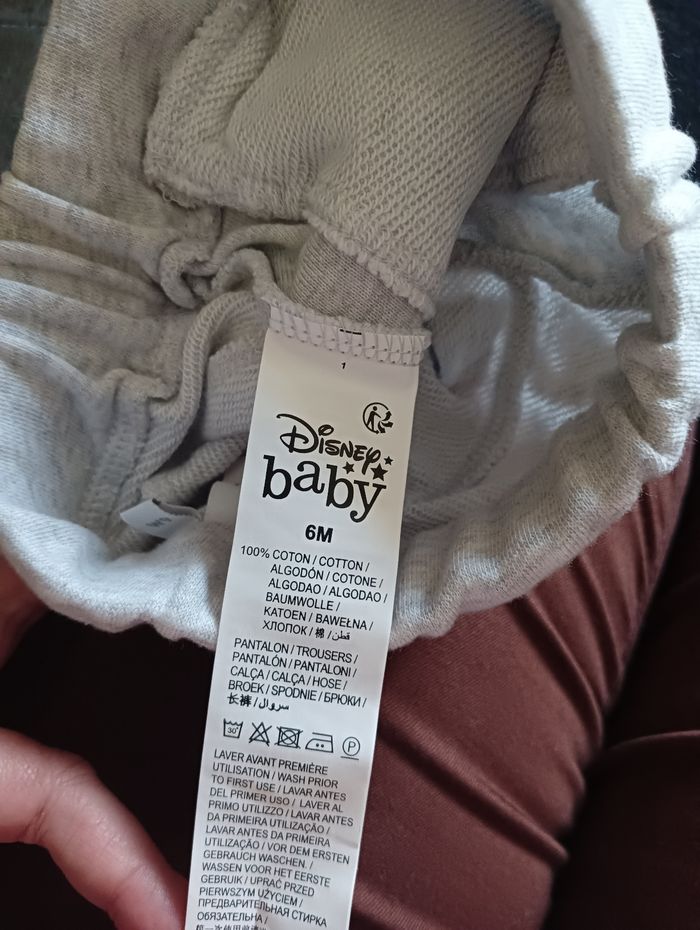 1
Disney
baby
6M
100% COTON / COTTON /
ALGODÓN / COTONE /
ALGODAO / ALGODAO /
BAUMWOLLE /
KATOEN / BAWEŁNA /
ХЛОПОК / 棉 / قطن /
PANTALON / TROUSERS /
PANTALÓN / PANTALONI /
CALÇA / CALÇA / HOSE /
BROEK / SPODNIE / БРЮКИ /
长裤 / سروال /
30°
P
LAVER AVANT PREMIÈRE
UTILISATION / WASH PRIOR
TO FIRST USE / LAVAR ANTES
DEL PRIMER USO / LAVER AL
PRIMO UTILIZZO / LAVAR ANTES
DA PRIMEIRA UTILIZAÇÃO /
LAVAR ANTES DA PRIMEIRA
UTILIZAÇÃO / VOR DEM ERSTEN
GEBRAUCH WASCHEN. /
WASSEN VOOR HET EERSTE
GEBRUIK / UPRAĆ PRZED
PIERWSZYM UŻYCIEM /
ПРЕДВАРИТЕЛЬНАЯ СТИРКА
ОБЯЗАТЕЛЬНА /